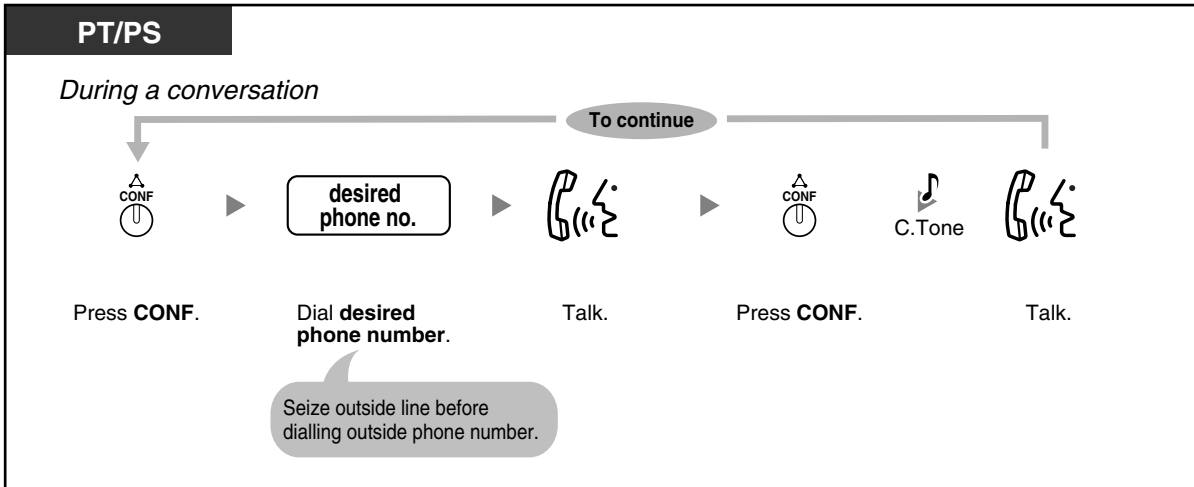 PT/PS
During a conversation
To continue
CONF
desired
phone no.
CONF
C.Tone
Press CONF.
Dial desired
phone number.
Talk.
Press CONF.
Talk.
Seize outside line before
dialling outside phone number.